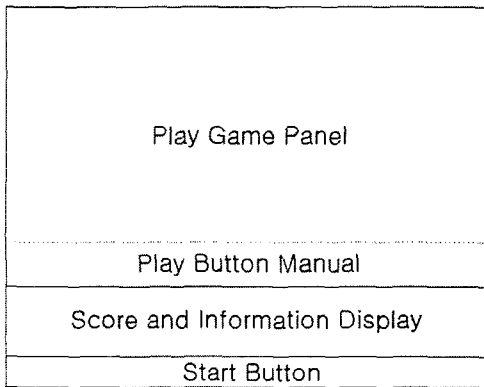 Play Game Panel
Play Button Manual
Score and Information Display
Start Button